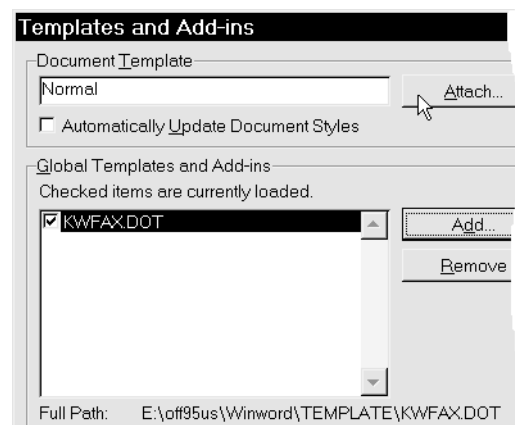 Templates and Add-ins
Document Template
Normal
Attach...
Automatically Update Document Styles
Global Templates and Add-ins
Checked items are currently loaded.
KWFAX.DOT
Add...
Remove
Full Path: E:\off95us\Winword\TEMPLATE\KWFAX.DOT